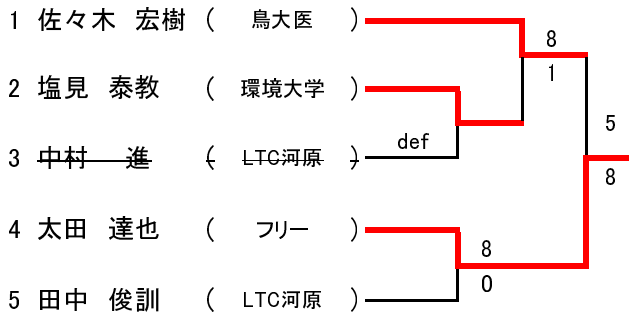 1 佐々木 宏樹 ( 鳥大医 )
8
1
2 塩見 泰教 ( 環境大学 )
5
8
3 中村 進 ( LTC河原 ) def
4 太田 達也 ( フリー )
8
0
5 田中 俊訓 ( LTC河原 )